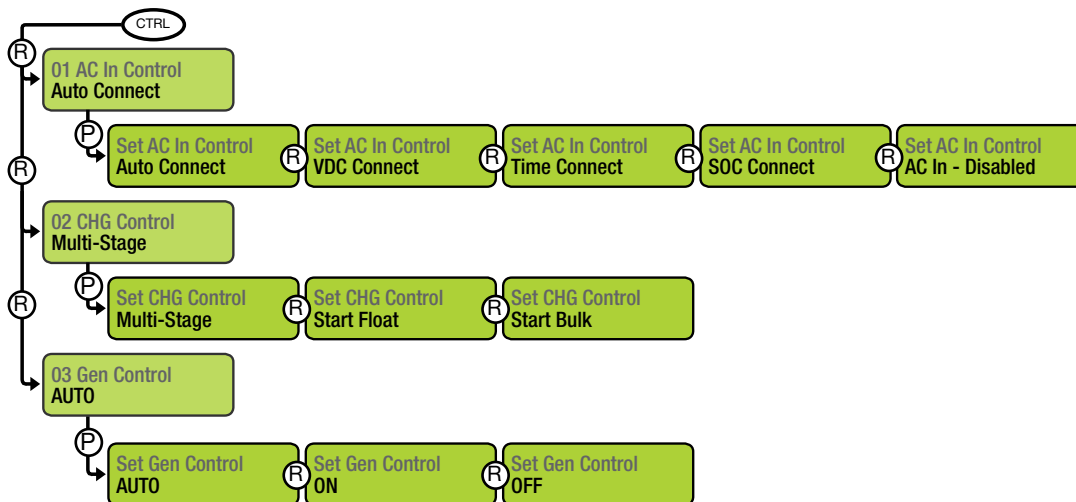 CTRL
R
01 AC In Control
Auto Connect
P
Set AC In Control
Auto Connect
R
Set AC In Control
VDC Connect
R
Set AC In Control
Time Connect
R
Set AC In Control
SOC Connect
R
Set AC In Control
AC In - Disabled
R
02 CHG Control
Multi-Stage
P
Set CHG Control
Multi-Stage
R
Set CHG Control
Start Float
R
Set CHG Control
Start Bulk
R
03 Gen Control
AUTO
P
Set Gen Control
AUTO
R
Set Gen Control
ON
R
Set Gen Control
OFF